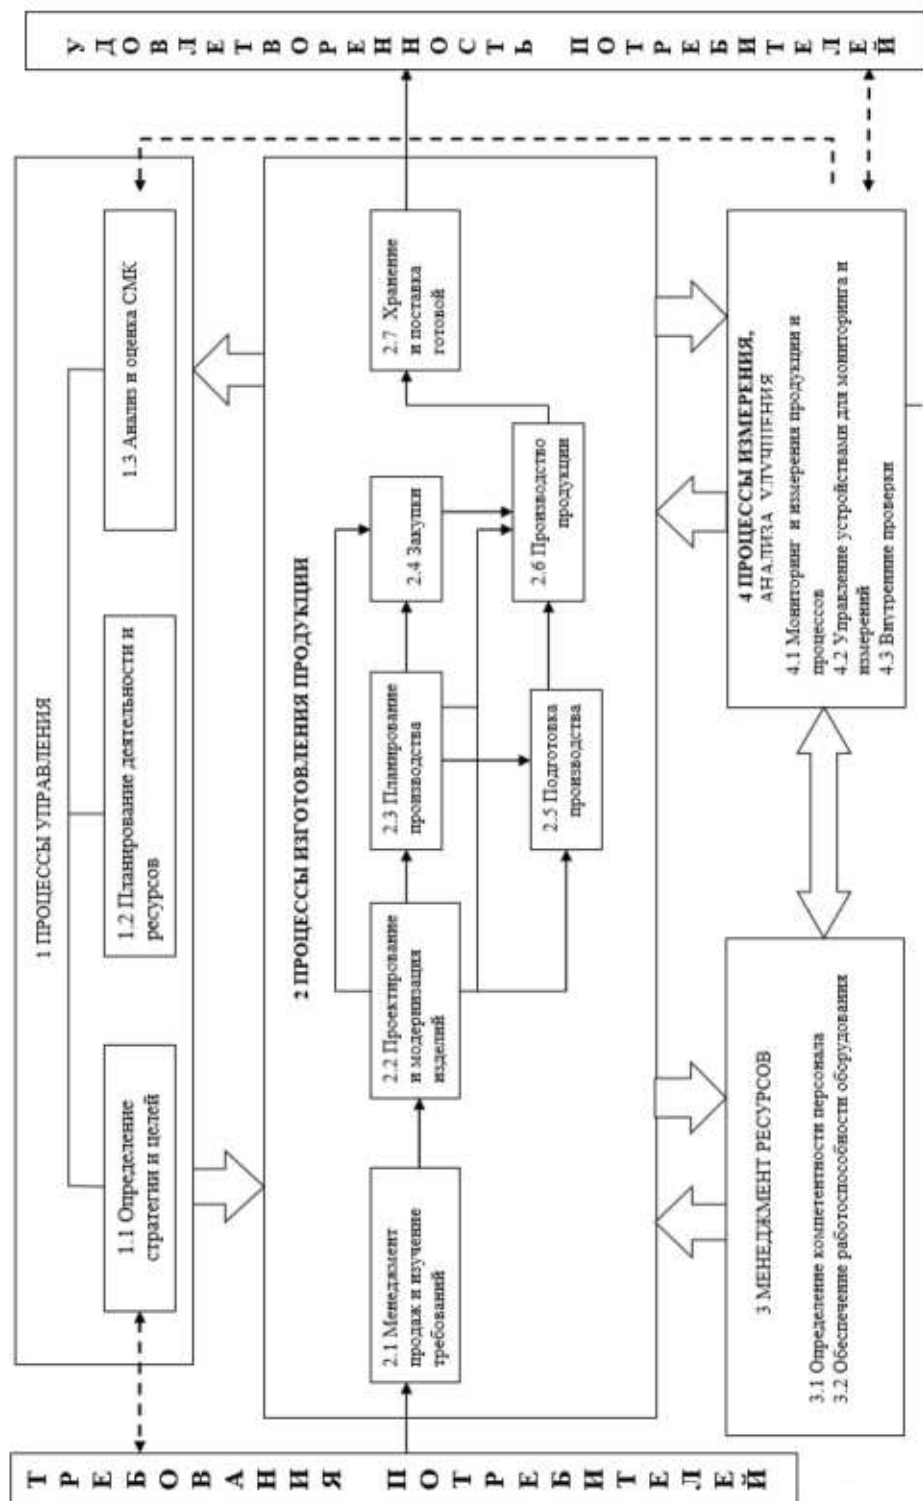 ТРЕБОВАНИЯ ПОТРЕБИТЕЛЕЙ
1 ПРОЦЕССЫ УПРАВЛЕНИЯ
1.1 Определение
стратегии и целей
1.2 Планирование деятельности и
ресурсов
1.3 Анализ и оценка СМК
2 ПРОЦЕССЫ ИЗГОТОВЛЕНИЯ ПРОДУКЦИИ
2.1 Менеджмент
продаж и изучение
требований
2.2 Проектирование
и модернизация
изделий
2.3 Планирование
производства
2.4 Закупки
2.5 Подготовка
производства
2.6 Производство
продукции
2.7 Хранение
и поставка
готовой
3 МЕНЕДЖМЕНТ РЕСУРСОВ
3.1 Определение компетентности персонала
3.2 Обеспечение работоспособности оборудования
4 ПРОЦЕССЫ ИЗМЕРЕНИЯ,
АНАЛИЗА УЛУЧШЕНИЯ
4.1 Мониторинг и измерения продукции и
процессов
4.2 Управление устройствами для мониторинга и
измерений
4.3 Внутренние проверки
УДОВЛЕТВОРЕННОСТЬ ПОТРЕБИТЕЛЕЙ